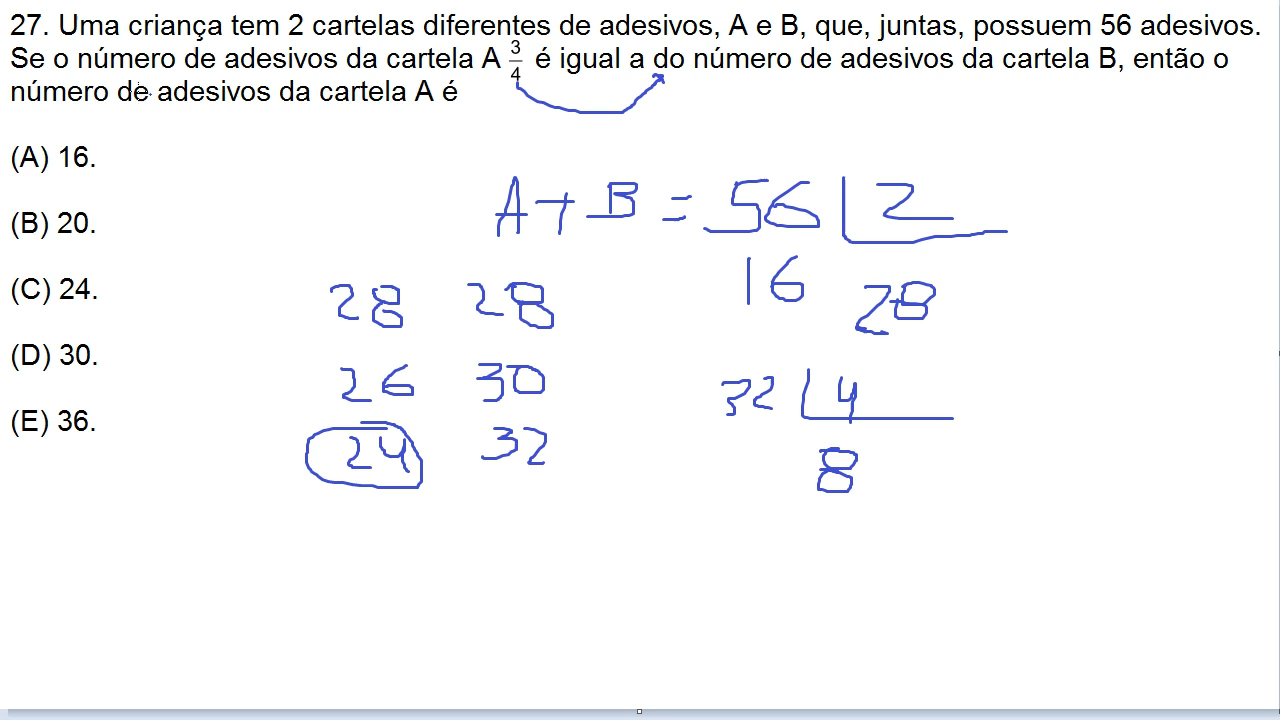 27. Uma criança tem 2 cartelas diferentes de adesivos, A e B, que, juntas, possuem 56 adesivos.
Se o número de adesivos da cartela A 3/4 é igual a do número de adesivos da cartela B, então o
número de adesivos da cartela A é
(A) 16.
(B) 20.
(C) 24.
(D) 30.
(E) 36.
A + B = 56 | 2
16 28
28 28
26 30
24 32
32 | 4
8